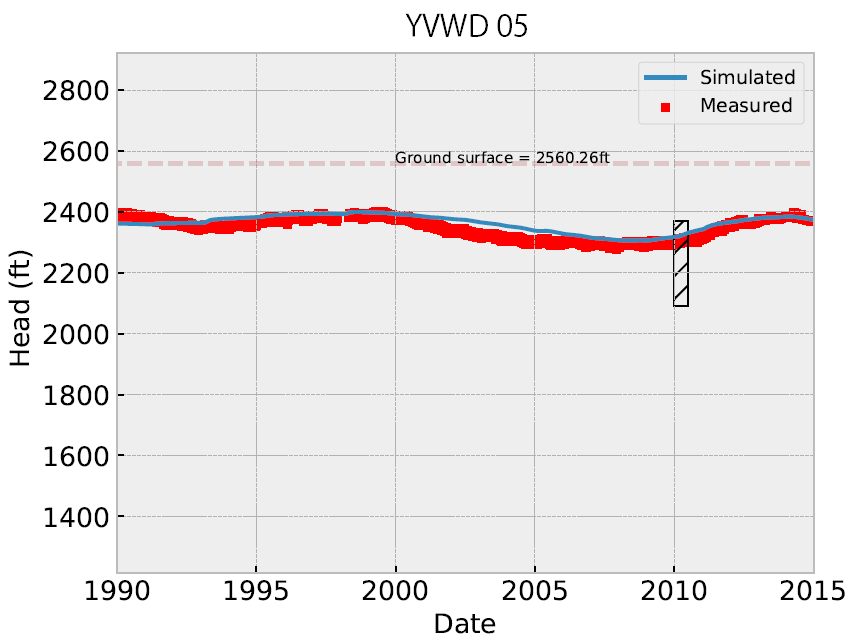 YVWD 05
Simulated
Measured
Ground surface = 2560.26ft
2800
2600
2400
2200
2000
1800
1600
1400
Head (ft)
1990 1995 2000 2005 2010 2015
Date